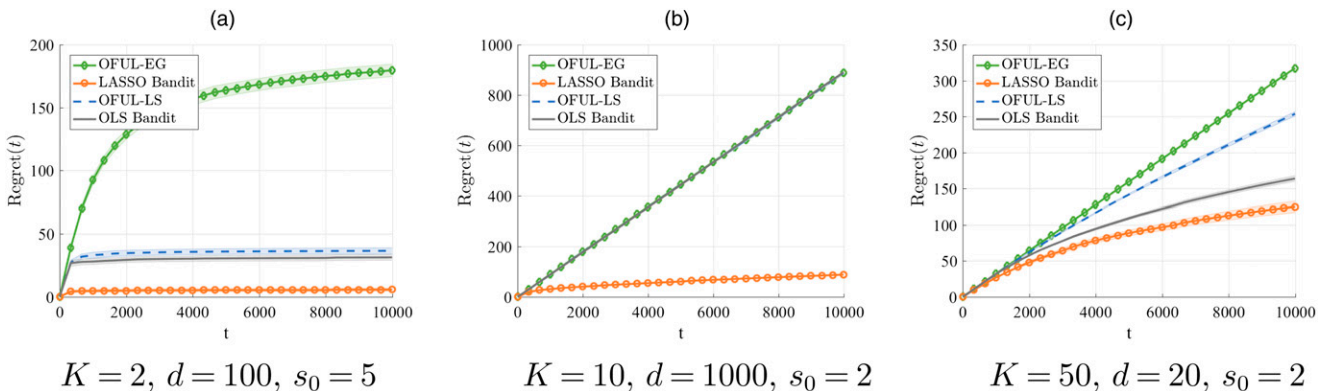 (a)
200
150
100
50
0
Regret(t)
OFUL-EG
LASSO Bandit
OFUL-LS
OLS Bandit
0 2000 4000 6000 8000 10000
t
K = 2, d = 100, s₀ = 5
(b)
1000
800
600
400
200
0
Regret(t)
OFUL-EG
LASSO Bandit
OFUL-LS
OLS Bandit
0 2000 4000 6000 8000 10000
t
K = 10, d = 1000, s₀ = 2
(c)
350
300
250
200
150
100
50
0
Regret(t)
OFUL-EG
LASSO Bandit
OFUL-LS
OLS Bandit
0 2000 4000 6000 8000 10000
t
K = 50, d = 20, s₀ = 2